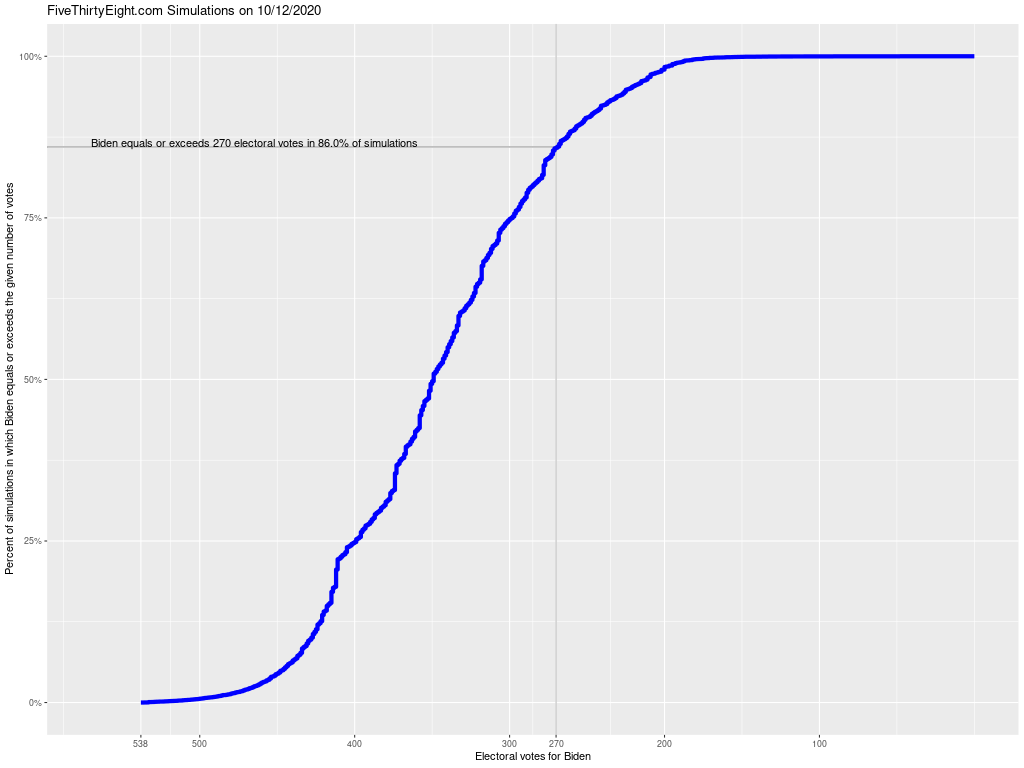 FiveThirtyEight.com Simulations on 10/12/2020
Percent of simulations in which Biden equals or exceeds the given number of votes
100%
Biden equals or exceeds 270 electoral votes in 86.0% of simulations
75%
50%
25%
0%
538 500 400 300 270 200 100
Electoral votes for Biden